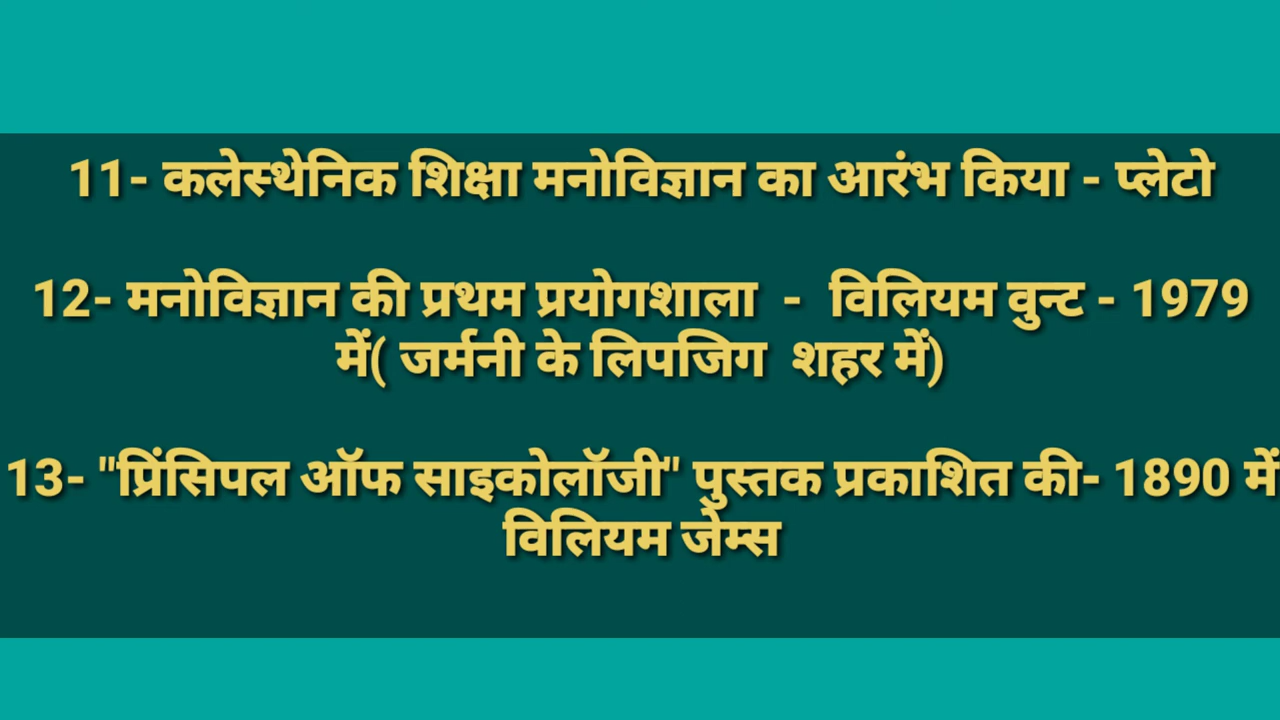 11- कलेस्थेनिक शिक्षा मनोविज्ञान का आरंभ किया - प्लेटो
12- मनोविज्ञान की प्रथम प्रयोगशाला - विलियम वुन्ट - 1979
में( जर्मनी के लिपजिग शहर में)
13- "प्रिंसिपल ऑफ साइकोलॉजी" पुस्तक प्रकाशित की- 1890 में
विलियम जेम्स